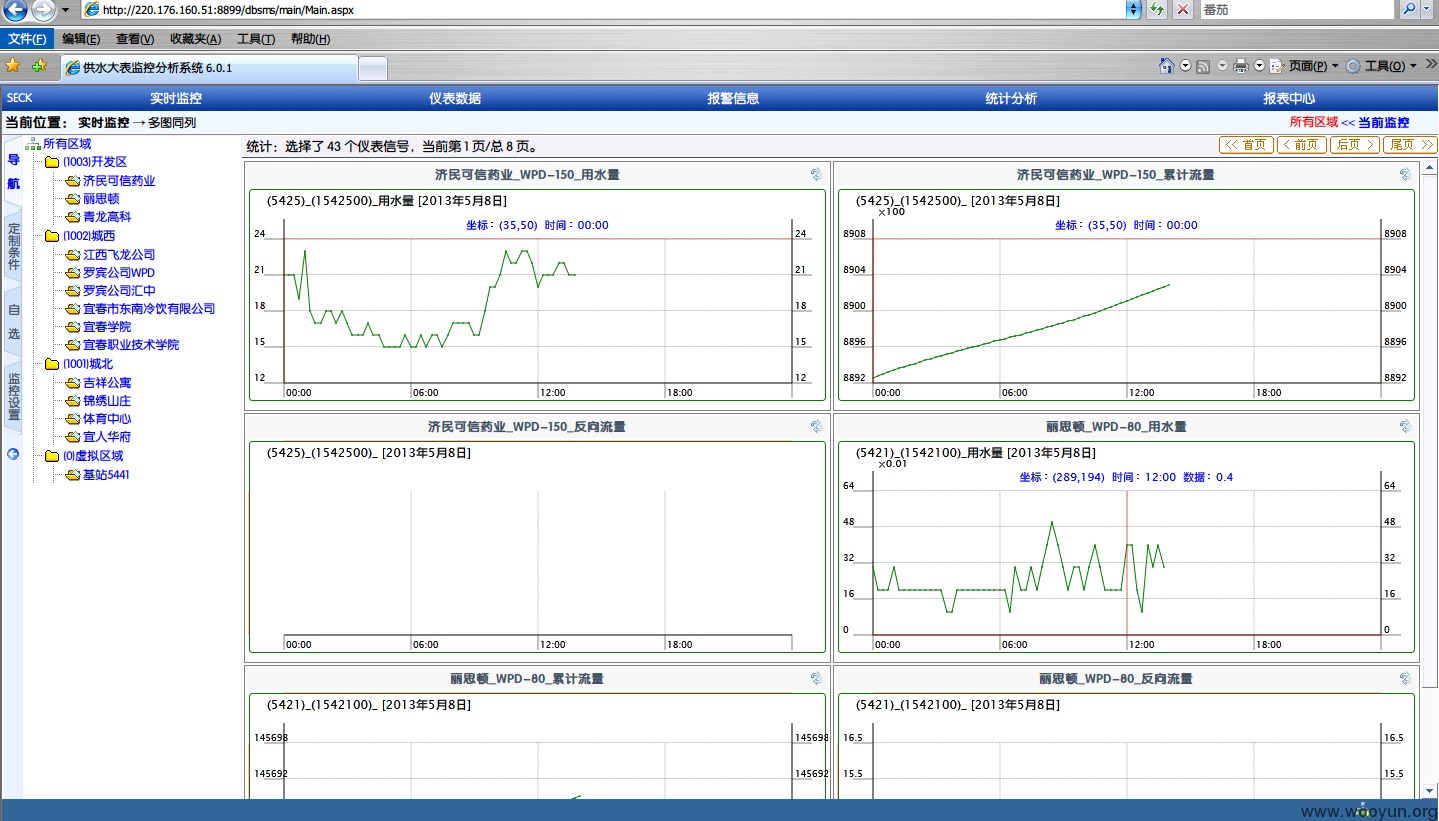 http://220.176.160.51:8899/dbsms/main/Main.aspx 番茄
文件(F) 编辑(E) 查看(V) 收藏夹(A) 工具(T) 帮助(H)
供水大表监控分析系统 6.0.1 页面(P) 工具(O)
SECK 实时监控 仪表数据 报警信息 统计分析 报表中心
当前位置： 实时监控 → 多图同列 所有区域 << 当前监控
导航
定制条件
自选
监控设置
所有区域
(1003)开发区
济民可信药业
丽思顿
青龙高科
(1002)城西
江西飞龙公司
罗宾公司WPD
罗宾公司汇中
宜春市东南冷饮有限公司
宜春学院
宜春职业技术学院
(1001)城北
吉祥公寓
锦绣山庄
体育中心
宜人华府
(0)虚拟区域
基站5441
统计：选择了 43 个仪表信号，当前第 1 页/总 8 页。 << 首页 < 前页 后页 > 尾页 >>
济民可信药业_WPD-150_用水量
(5425)_(1542500)_用水量 [2013年5月8日]
坐标：(35,50) 时间：00:00
24 24
21 21
18 18
15 15
12 12
00:00 06:00 12:00 18:00
济民可信药业_WPD-150_累计流量
(5425)_(1542500)_ [2013年5月8日]
×100
坐标：(35,50) 时间：00:00
8908 8908
8904 8904
8900 8900
8896 8896
8892 8892
00:00 06:00 12:00 18:00
济民可信药业_WPD-150_反向流量
(5425)_(1542500)_ [2013年5月8日]
00:00 06:00 12:00 18:00
丽思顿_WPD-80_用水量
(5421)_(1542100)_用水量 [2013年5月8日]
×0.01
坐标：(289,194) 时间：12:00 数据：0.4
64 64
48 48
32 32
16 16
0 0
00:00 06:00 12:00 18:00
丽思顿_WPD-80_累计流量
(5421)_(1542100)_ [2013年5月8日]
145698 145698
145692 145692
丽思顿_WPD-80_反向流量
(5421)_(1542100)_ [2013年5月8日]
16.5 16.5
15.5 15.5
www.wooyun.org